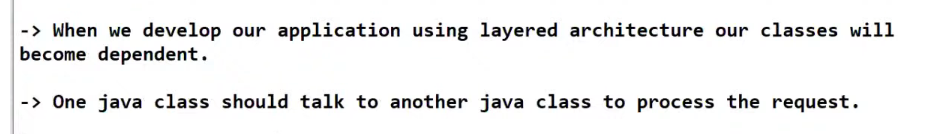 -> When we develop our application using layered architecture our classes will
become dependent.
-> One java class should talk to another java class to process the request.